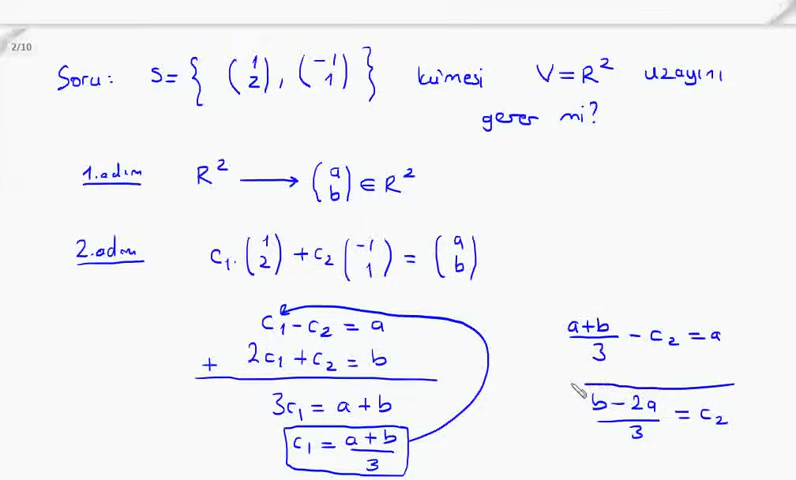 2/10
Soru: S = { (1 2), (-1 1) } kümesi V = R² uzayını
gerer mi?
1.adım R² → (a b) ∈ R²
2.adım c₁. (1 2) + c₂ (-1 1) = (a b)
c₁ - c₂ = a
+ 2c₁ + c₂ = b
3c₁ = a + b
c₁ = (a + b)/3
(a+b)/3 - c₂ = a
(b - 2a)/3 = c₂